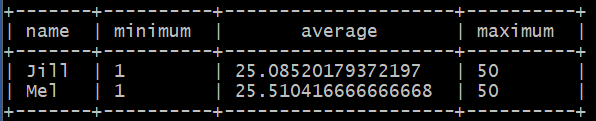 +-------+----------+---------------------+----------+
| name | minimum | average | maximum |
+-------+----------+---------------------+----------+
| Jill | 1 | 25.08520179372197 | 50 |
| Mel | 1 | 25.510416666666668 | 50 |
+-------+----------+---------------------+----------+